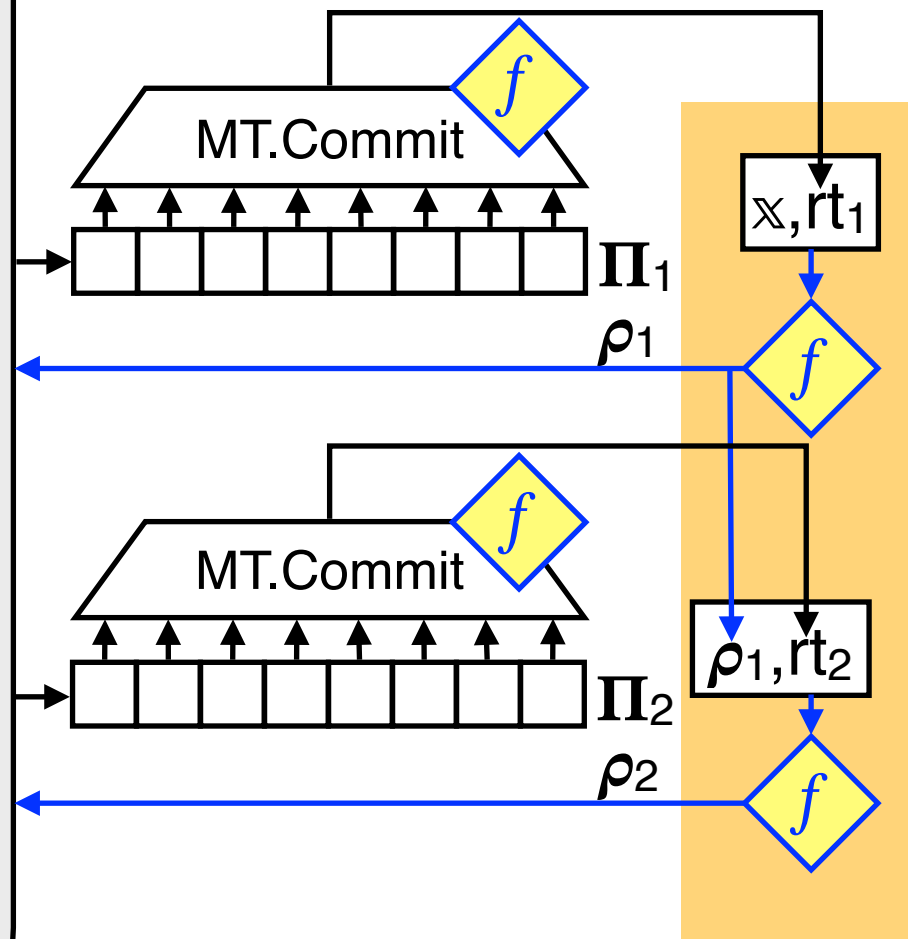 f
MT.Commit
𝕩,rt₁
𝚷₁
𝛒₁
f
f
MT.Commit
𝛒₁,rt₂
𝚷₂
𝛒₂
f